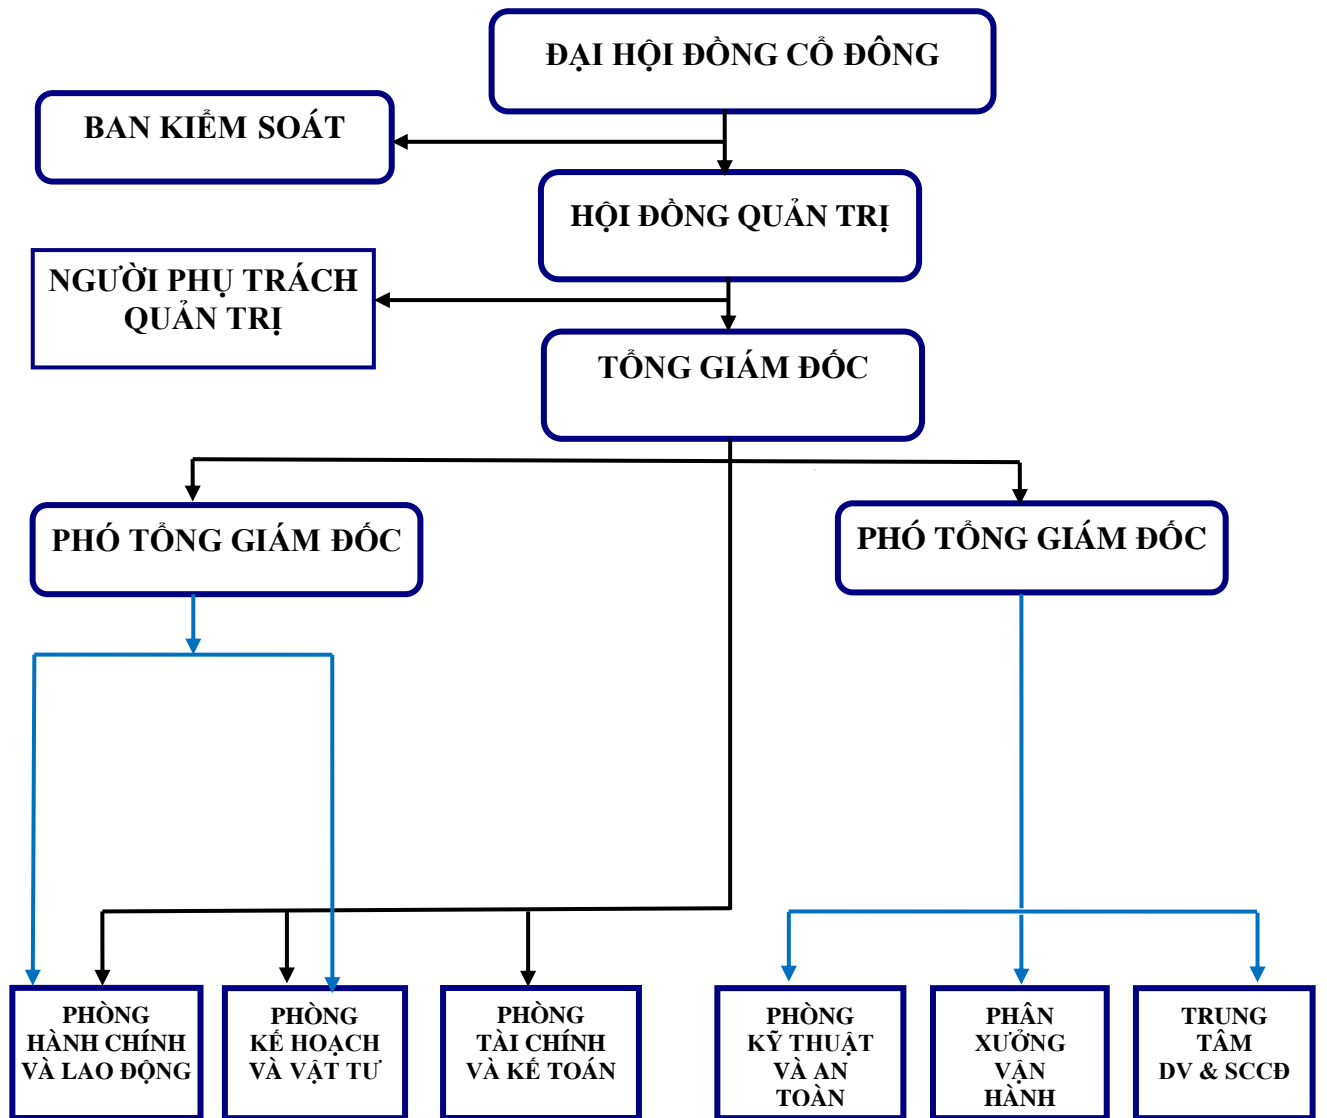 ĐẠI HỘI ĐỒNG CỔ ĐÔNG
BAN KIỂM SOÁT
HỘI ĐỒNG QUẢN TRỊ
NGƯỜI PHỤ TRÁCH
QUẢN TRỊ
TỔNG GIÁM ĐỐC
PHÓ TỔNG GIÁM ĐỐC
PHÓ TỔNG GIÁM ĐỐC
PHÒNG
HÀNH CHÍNH
VÀ LAO ĐỘNG
PHÒNG
KẾ HOẠCH
VÀ VẬT TƯ
PHÒNG
TÀI CHÍNH
VÀ KẾ TOÁN
PHÒNG
KỸ THUẬT
VÀ AN
TOÀN
PHÂN
XƯỞNG
VẬN
HÀNH
TRUNG
TÂM
DV & SCCĐ